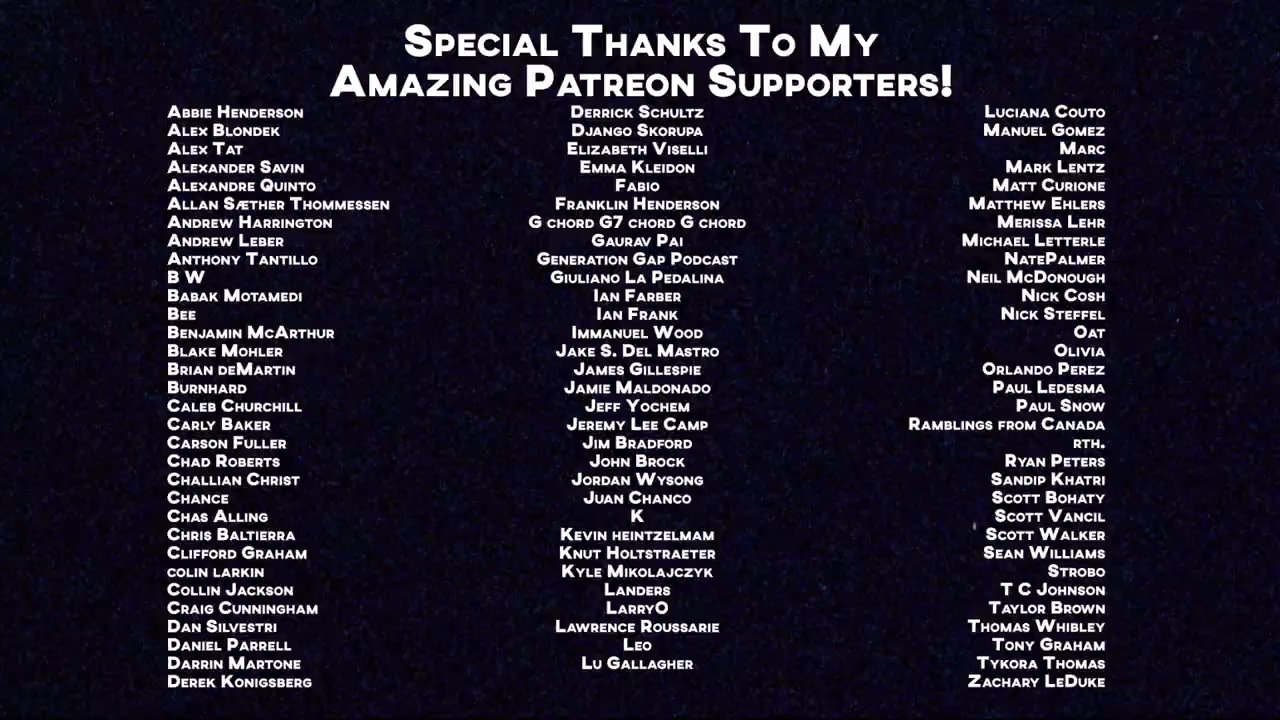 Special Thanks To My
Amazing Patreon Supporters!
Abbie Henderson
Alex Blondek
Alex Tat
Alexander Savin
Alexandre Quinto
Allan Sæther Thommessen
Andrew Harrington
Andrew Leber
Anthony Tantillo
B W
Babak Motamedi
Bee
Benjamin McArthur
Blake Mohler
Brian deMartin
Burnhard
Caleb Churchill
Carly Baker
Carson Fuller
Chad Roberts
Challian Christ
Chance
Chas Alling
Chris Baltierra
Clifford Graham
colin larkin
Collin Jackson
Craig Cunningham
Dan Silvestri
Daniel Parrell
Darrin Martone
Derek Konigsberg
Derrick Schultz
Django Skorupa
Elizabeth Viselli
Emma Kleidon
Fabio
Franklin Henderson
G chord G7 chord G chord
Gaurav Pai
Generation Gap Podcast
Giuliano La Pedalina
Ian Farber
Ian Frank
Immanuel Wood
Jake S. Del Mastro
James Gillespie
Jamie Maldonado
Jeff Yochem
Jeremy Lee Camp
Jim Bradford
John Brock
Jordan Wysong
Juan Chanco
K
Kevin heintzelmam
Knut Holtstraeter
Kyle Mikolajczyk
Landers
LarryO
Lawrence Roussarie
Leo
Lu Gallagher
Luciana Couto
Manuel Gomez
Marc
Mark Lentz
Matt Curione
Matthew Ehlers
Merissa Lehr
Michael Letterle
NatePalmer
Neil McDonough
Nick Cosh
Nick Steffel
Oat
Olivia
Orlando Perez
Paul Ledesma
Paul Snow
Ramblings from Canada
rth.
Ryan Peters
Sandip Khatri
Scott Bohaty
Scott Vancil
Scott Walker
Sean Williams
Strobo
T C Johnson
Taylor Brown
Thomas Whibley
Tony Graham
Tykora Thomas
Zachary LeDuke